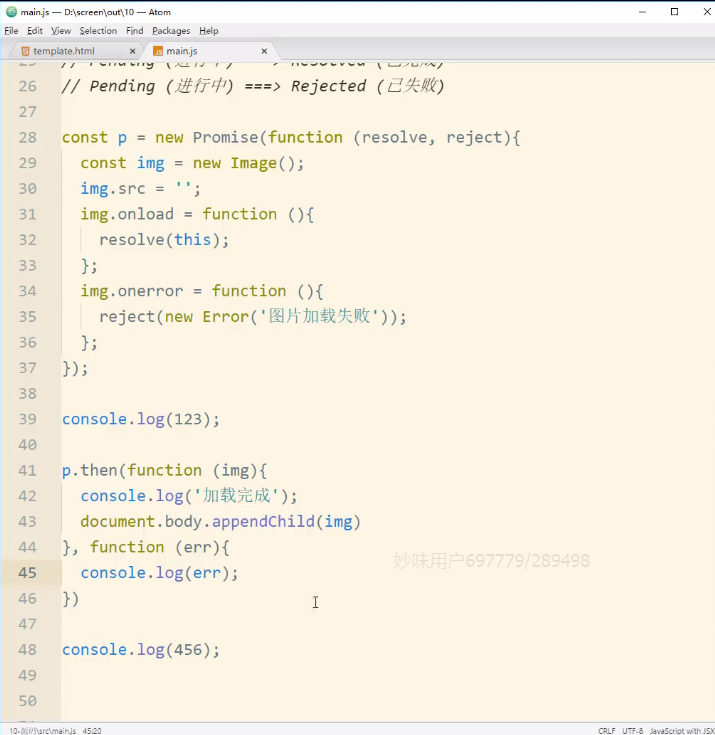 main.js — D:\screen\out\10 — Atom
File Edit View Selection Find Packages Help
template.html main.js
25 // Pending (进行中) ===> Resolved (已完成)
26 // Pending (进行中) ===> Rejected (已失败)
27
28 const p = new Promise(function (resolve, reject){
29 const img = new Image();
30 img.src = '';
31 img.onload = function (){
32 resolve(this);
33 };
34 img.onerror = function (){
35 reject(new Error('图片加载失败'));
36 };
37 });
38
39 console.log(123);
40
41 p.then(function (img){
42 console.log('加载完成');
43 document.body.appendChild(img)
44 }, function (err){
妙味用户697779/289498
45 console.log(err);
46 })
47
48 console.log(456);
49
50
10-源码\src\main.js 45:20 CRLF UTF-8 JavaScript with JSX